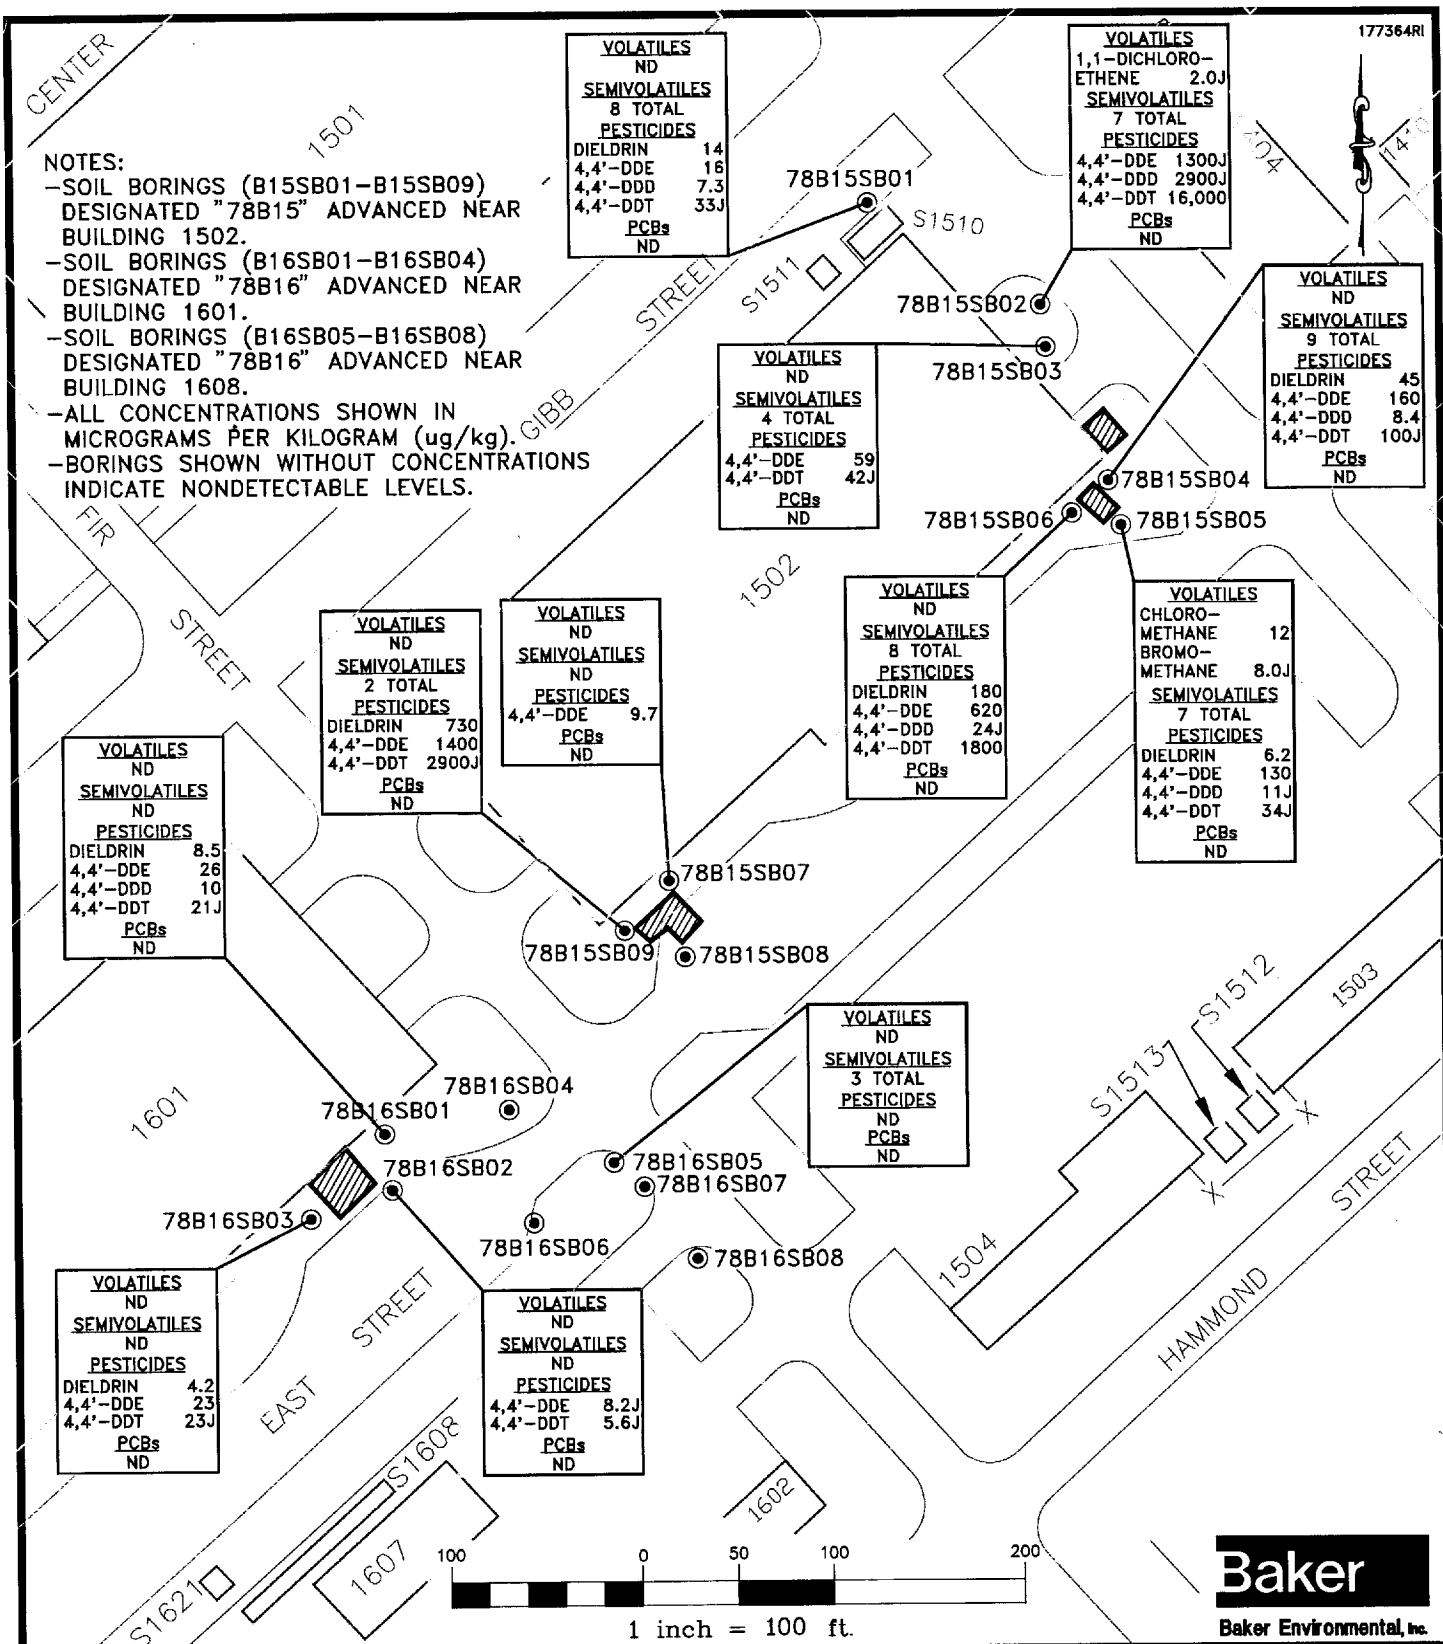 177364RI
CENTER
1501
NOTES:
-SOIL BORINGS (B15SB01-B15SB09)
DESIGNATED "78B15" ADVANCED NEAR
BUILDING 1502.
-SOIL BORINGS (B16SB01-B16SB04)
DESIGNATED "78B16" ADVANCED NEAR
BUILDING 1601.
-SOIL BORINGS (B16SB05-B16SB08)
DESIGNATED "78B16" ADVANCED NEAR
BUILDING 1608.
-ALL CONCENTRATIONS SHOWN IN
MICROGRAMS PER KILOGRAM (ug/kg).
-BORINGS SHOWN WITHOUT CONCENTRATIONS
INDICATE NONDETECTABLE LEVELS.
VOLATILES
ND
SEMIVOLATILES
8 TOTAL
PESTICIDES
DIELDRIN 14
4,4'-DDE 16
4,4'-DDD 7.3
4,4'-DDT 33J
PCBs
ND
78B15SB01
S1510
S1511
GIBB
STREET
VOLATILES
1,1-DICHLORO-
ETHENE 2.0J
SEMIVOLATILES
7 TOTAL
PESTICIDES
4,4'-DDE 1300J
4,4'-DDD 2900J
4,4'-DDT 16,000
PCBs
ND
1410
78B15SB02
78B15SB03
VOLATILES
ND
SEMIVOLATILES
9 TOTAL
PESTICIDES
DIELDRIN 45
4,4'-DDE 160
4,4'-DDD 8.4
4,4'-DDT 100J
PCBs
ND
VOLATILES
ND
SEMIVOLATILES
4 TOTAL
PESTICIDES
4,4'-DDE 59
4,4'-DDT 42J
PCBs
ND
78B15SB04
78B15SB06
78B15SB05
FIR
STREET
1502
VOLATILES
ND
SEMIVOLATILES
2 TOTAL
PESTICIDES
DIELDRIN 730
4,4'-DDE 1400
4,4'-DDT 2900J
PCBs
ND
VOLATILES
ND
SEMIVOLATILES
ND
PESTICIDES
4,4'-DDE 9.7
PCBs
ND
VOLATILES
ND
SEMIVOLATILES
8 TOTAL
PESTICIDES
DIELDRIN 180
4,4'-DDE 620
4,4'-DDD 24J
4,4'-DDT 1800
PCBs
ND
VOLATILES
CHLORO-
METHANE 12
BROMO-
METHANE 8.0J
SEMIVOLATILES
7 TOTAL
PESTICIDES
DIELDRIN 6.2
4,4'-DDE 130
4,4'-DDD 11J
4,4'-DDT 34J
PCBs
ND
VOLATILES
ND
SEMIVOLATILES
ND
PESTICIDES
DIELDRIN 8.5
4,4'-DDE 26
4,4'-DDD 10
4,4'-DDT 21J
PCBs
ND
78B15SB07
78B15SB09
78B15SB08
VOLATILES
ND
SEMIVOLATILES
3 TOTAL
PESTICIDES
ND
PCBs
ND
S1512
1503
S1513
X
X
1601
78B16SB04
78B16SB01
78B16SB02
78B16SB03
78B16SB05
78B16SB07
78B16SB06
78B16SB08
1504
HAMMOND
STREET
VOLATILES
ND
SEMIVOLATILES
ND
PESTICIDES
DIELDRIN 4.2
4,4'-DDE 23
4,4'-DDT 23J
PCBs
ND
EAST
STREET
VOLATILES
ND
SEMIVOLATILES
ND
PESTICIDES
4,4'-DDE 8.2J
4,4'-DDT 5.6J
PCBs
ND
S1608
1607
S1621
1602
100 0 50 100 200
1 inch = 100 ft.
Baker
Baker Environmental, Inc.